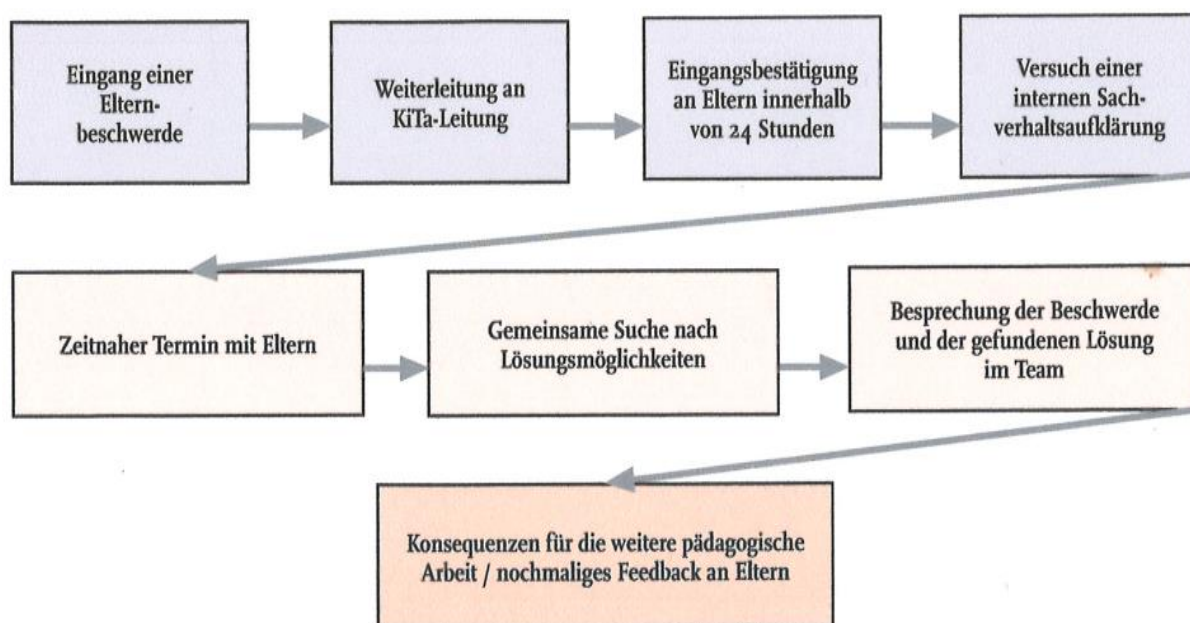 Eingang einer
Eltern-
beschwerde
Weiterleitung an
KiTa-Leitung
Eingangsbestätigung
an Eltern innerhalb
von 24 Stunden
Versuch einer
internen Sach-
verhaltsaufklärung
Zeitnaher Termin mit Eltern
Gemeinsame Suche nach
Lösungsmöglichkeiten
Besprechung der Beschwerde
und der gefundenen Lösung
im Team
Konsequenzen für die weitere pädagogische
Arbeit / nochmaliges Feedback an Eltern